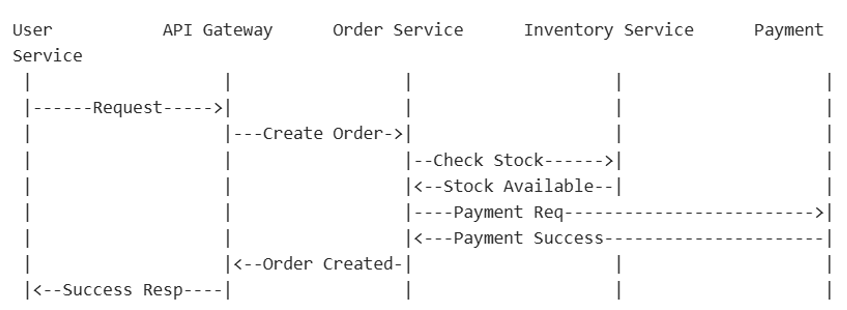 User           API Gateway      Order Service      Inventory Service      Payment
Service
 |                   |                 |                    |                    |
 |------Request----->|                 |                    |                    |
 |                   |---Create Order->|                    |                    |
 |                   |                 |--Check Stock------>|                    |
 |                   |                 |<--Stock Available--|                    |
 |                   |                 |----Payment Req------------------------->|
 |                   |                 |<---Payment Success----------------------|
 |                   |<--Order Created-|                    |                    |
 |<--Success Resp----|                 |                    |                    |